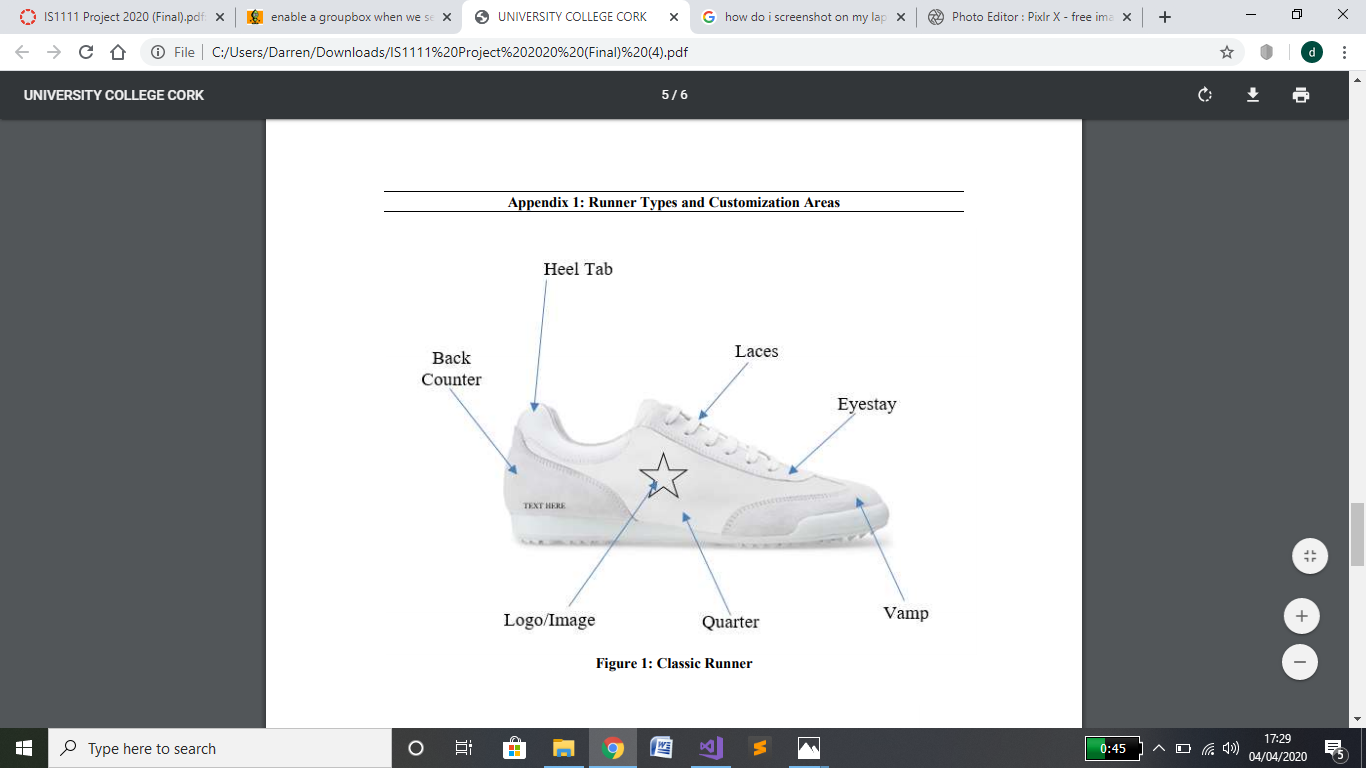 IS1111 Project 2020 (Final).pdf
enable a groupbox when we se
UNIVERSITY COLLEGE CORK
how do i screenshot on my lap
Photo Editor : Pixlr X - free ima
File
C:/Users/Darren/Downloads/IS1111%20Project%202020%20(Final)%20(4).pdf
d
UNIVERSITY COLLEGE CORK
5 / 6
Appendix 1: Runner Types and Customization Areas
Heel Tab
Laces
Back
Counter
Eyestay
TEXT HERE
Logo/Image
Quarter
Vamp
Figure 1: Classic Runner
Type here to search
0:45
17:29
04/04/2020
5